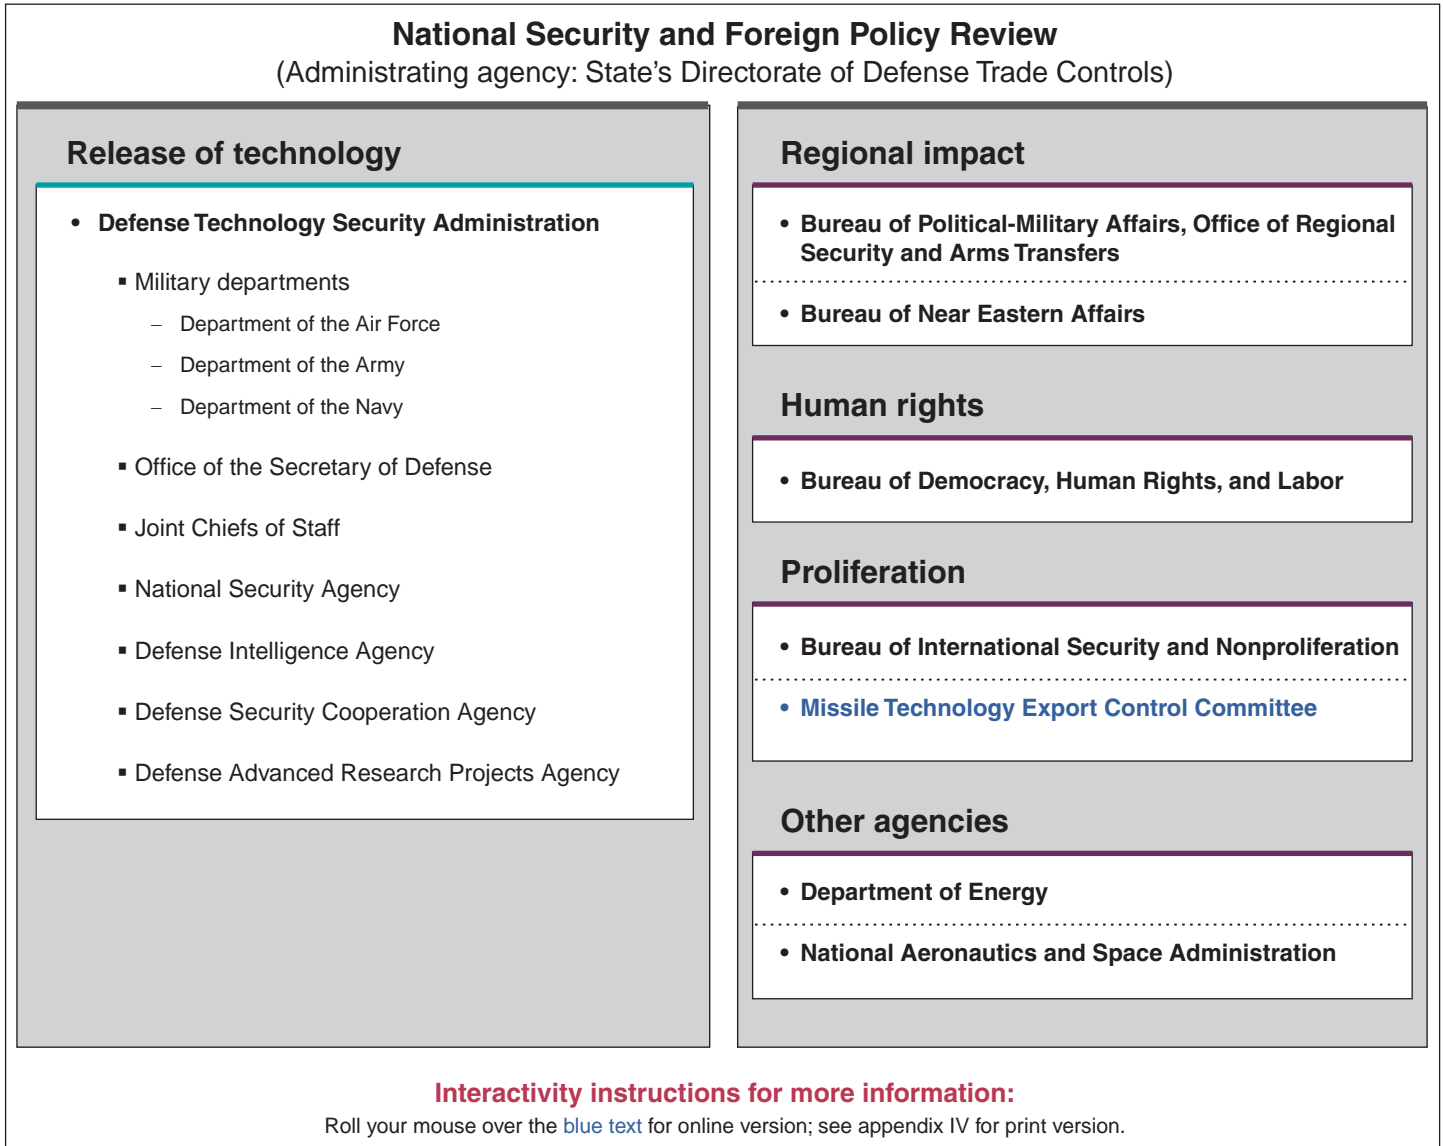 National Security and Foreign Policy Review
(Administrating agency: State's Directorate of Defense Trade Controls)
Release of technology
• Defense Technology Security Administration
▪ Military departments
– Department of the Air Force
– Department of the Army
– Department of the Navy
▪ Office of the Secretary of Defense
▪ Joint Chiefs of Staff
▪ National Security Agency
▪ Defense Intelligence Agency
▪ Defense Security Cooperation Agency
▪ Defense Advanced Research Projects Agency
Regional impact
• Bureau of Political-Military Affairs, Office of Regional
Security and Arms Transfers
• Bureau of Near Eastern Affairs
Human rights
• Bureau of Democracy, Human Rights, and Labor
Proliferation
• Bureau of International Security and Nonproliferation
• Missile Technology Export Control Committee
Other agencies
• Department of Energy
• National Aeronautics and Space Administration
Interactivity instructions for more information:
Roll your mouse over the blue text for online version; see appendix IV for print version.